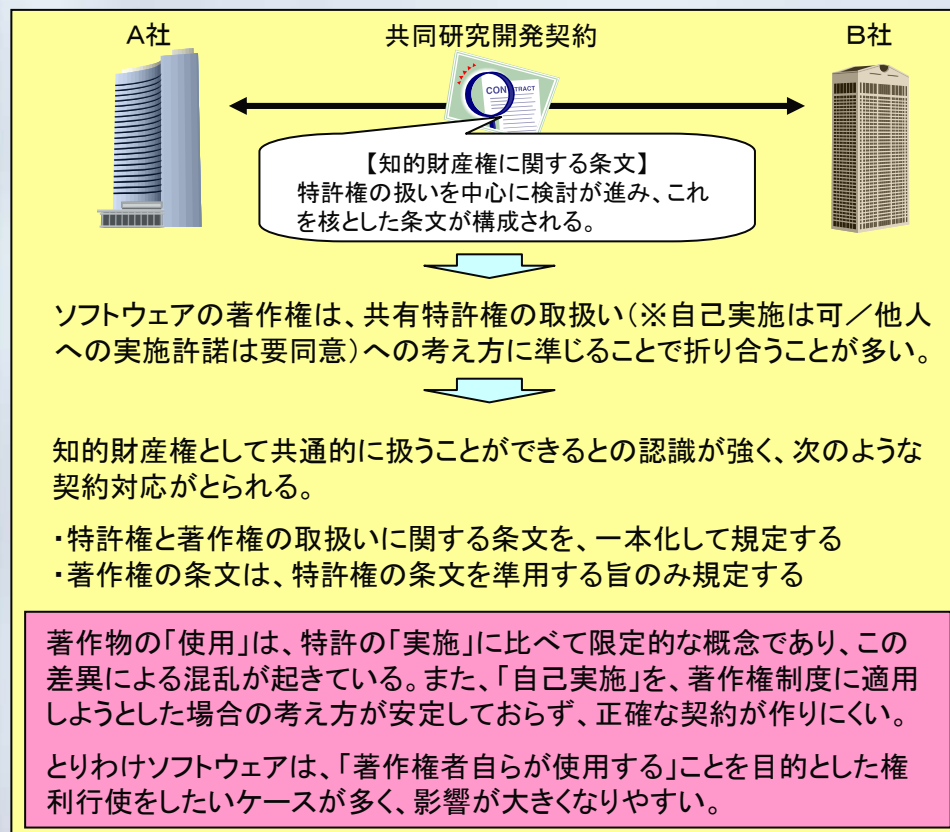 A社
共同研究開発契約
B社
CONTRACT
【知的財産権に関する条文】
特許権の扱いを中心に検討が進み、これ
を核とした条文が構成される。
ソフトウェアの著作権は、共有特許権の取扱い(※自己実施は可/他人
への実施許諾は要同意)への考え方に準じることで折り合うことが多い。
知的財産権として共通的に扱うことができるとの認識が強く、次のような
契約対応がとられる。
・特許権と著作権の取扱いに関する条文を、一本化して規定する
・著作権の条文は、特許権の条文を準用する旨のみ規定する
著作物の「使用」は、特許の「実施」に比べて限定的な概念であり、この
差異による混乱が起きている。また、「自己実施」を、著作権制度に適用
しようとした場合の考え方が安定しておらず、正確な契約が作りにくい。
とりわけソフトウェアは、「著作権者自らが使用する」ことを目的とした権
利行使をしたいケースが多く、影響が大きくなりやすい。